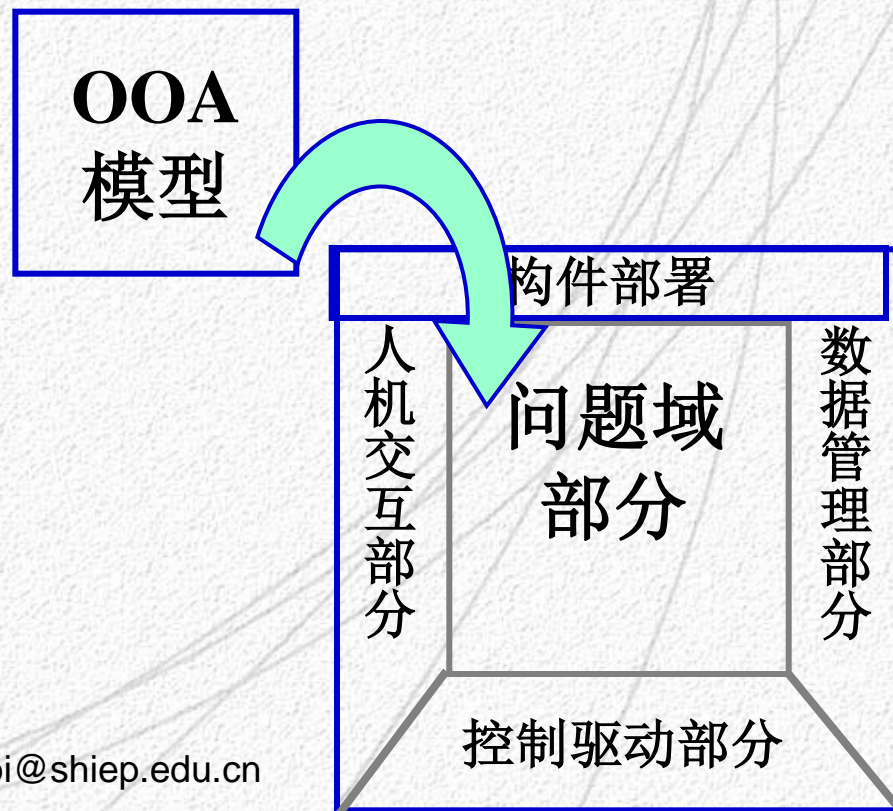 OOA
模型
构件部署
人机交互部分
问题域
部分
数据管理部分
控制驱动部分
i@shiep.edu.cn